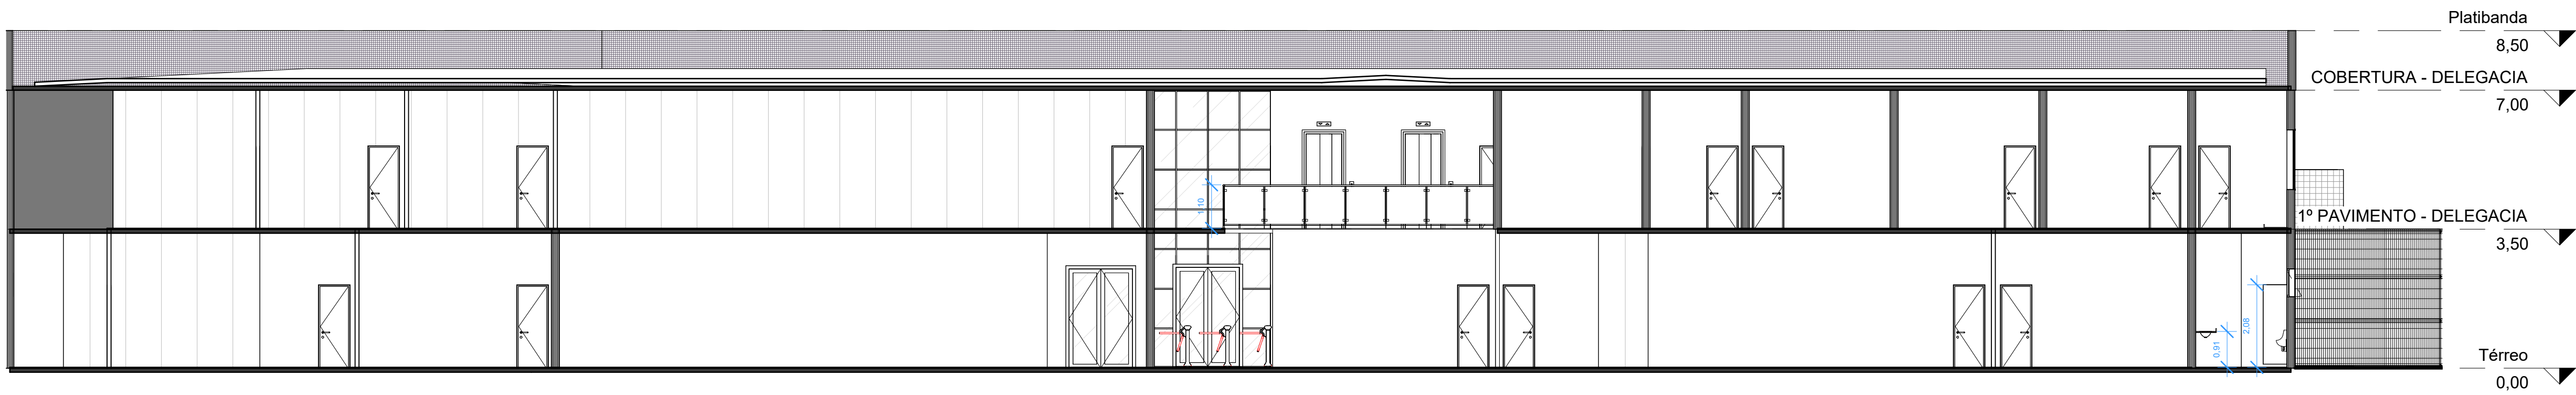 Platibanda
8,50
COBERTURA - DELEGACIA
7,00
1,10
1º PAVIMENTO - DELEGACIA
3,50
2,08
0,91
Térreo
0,00